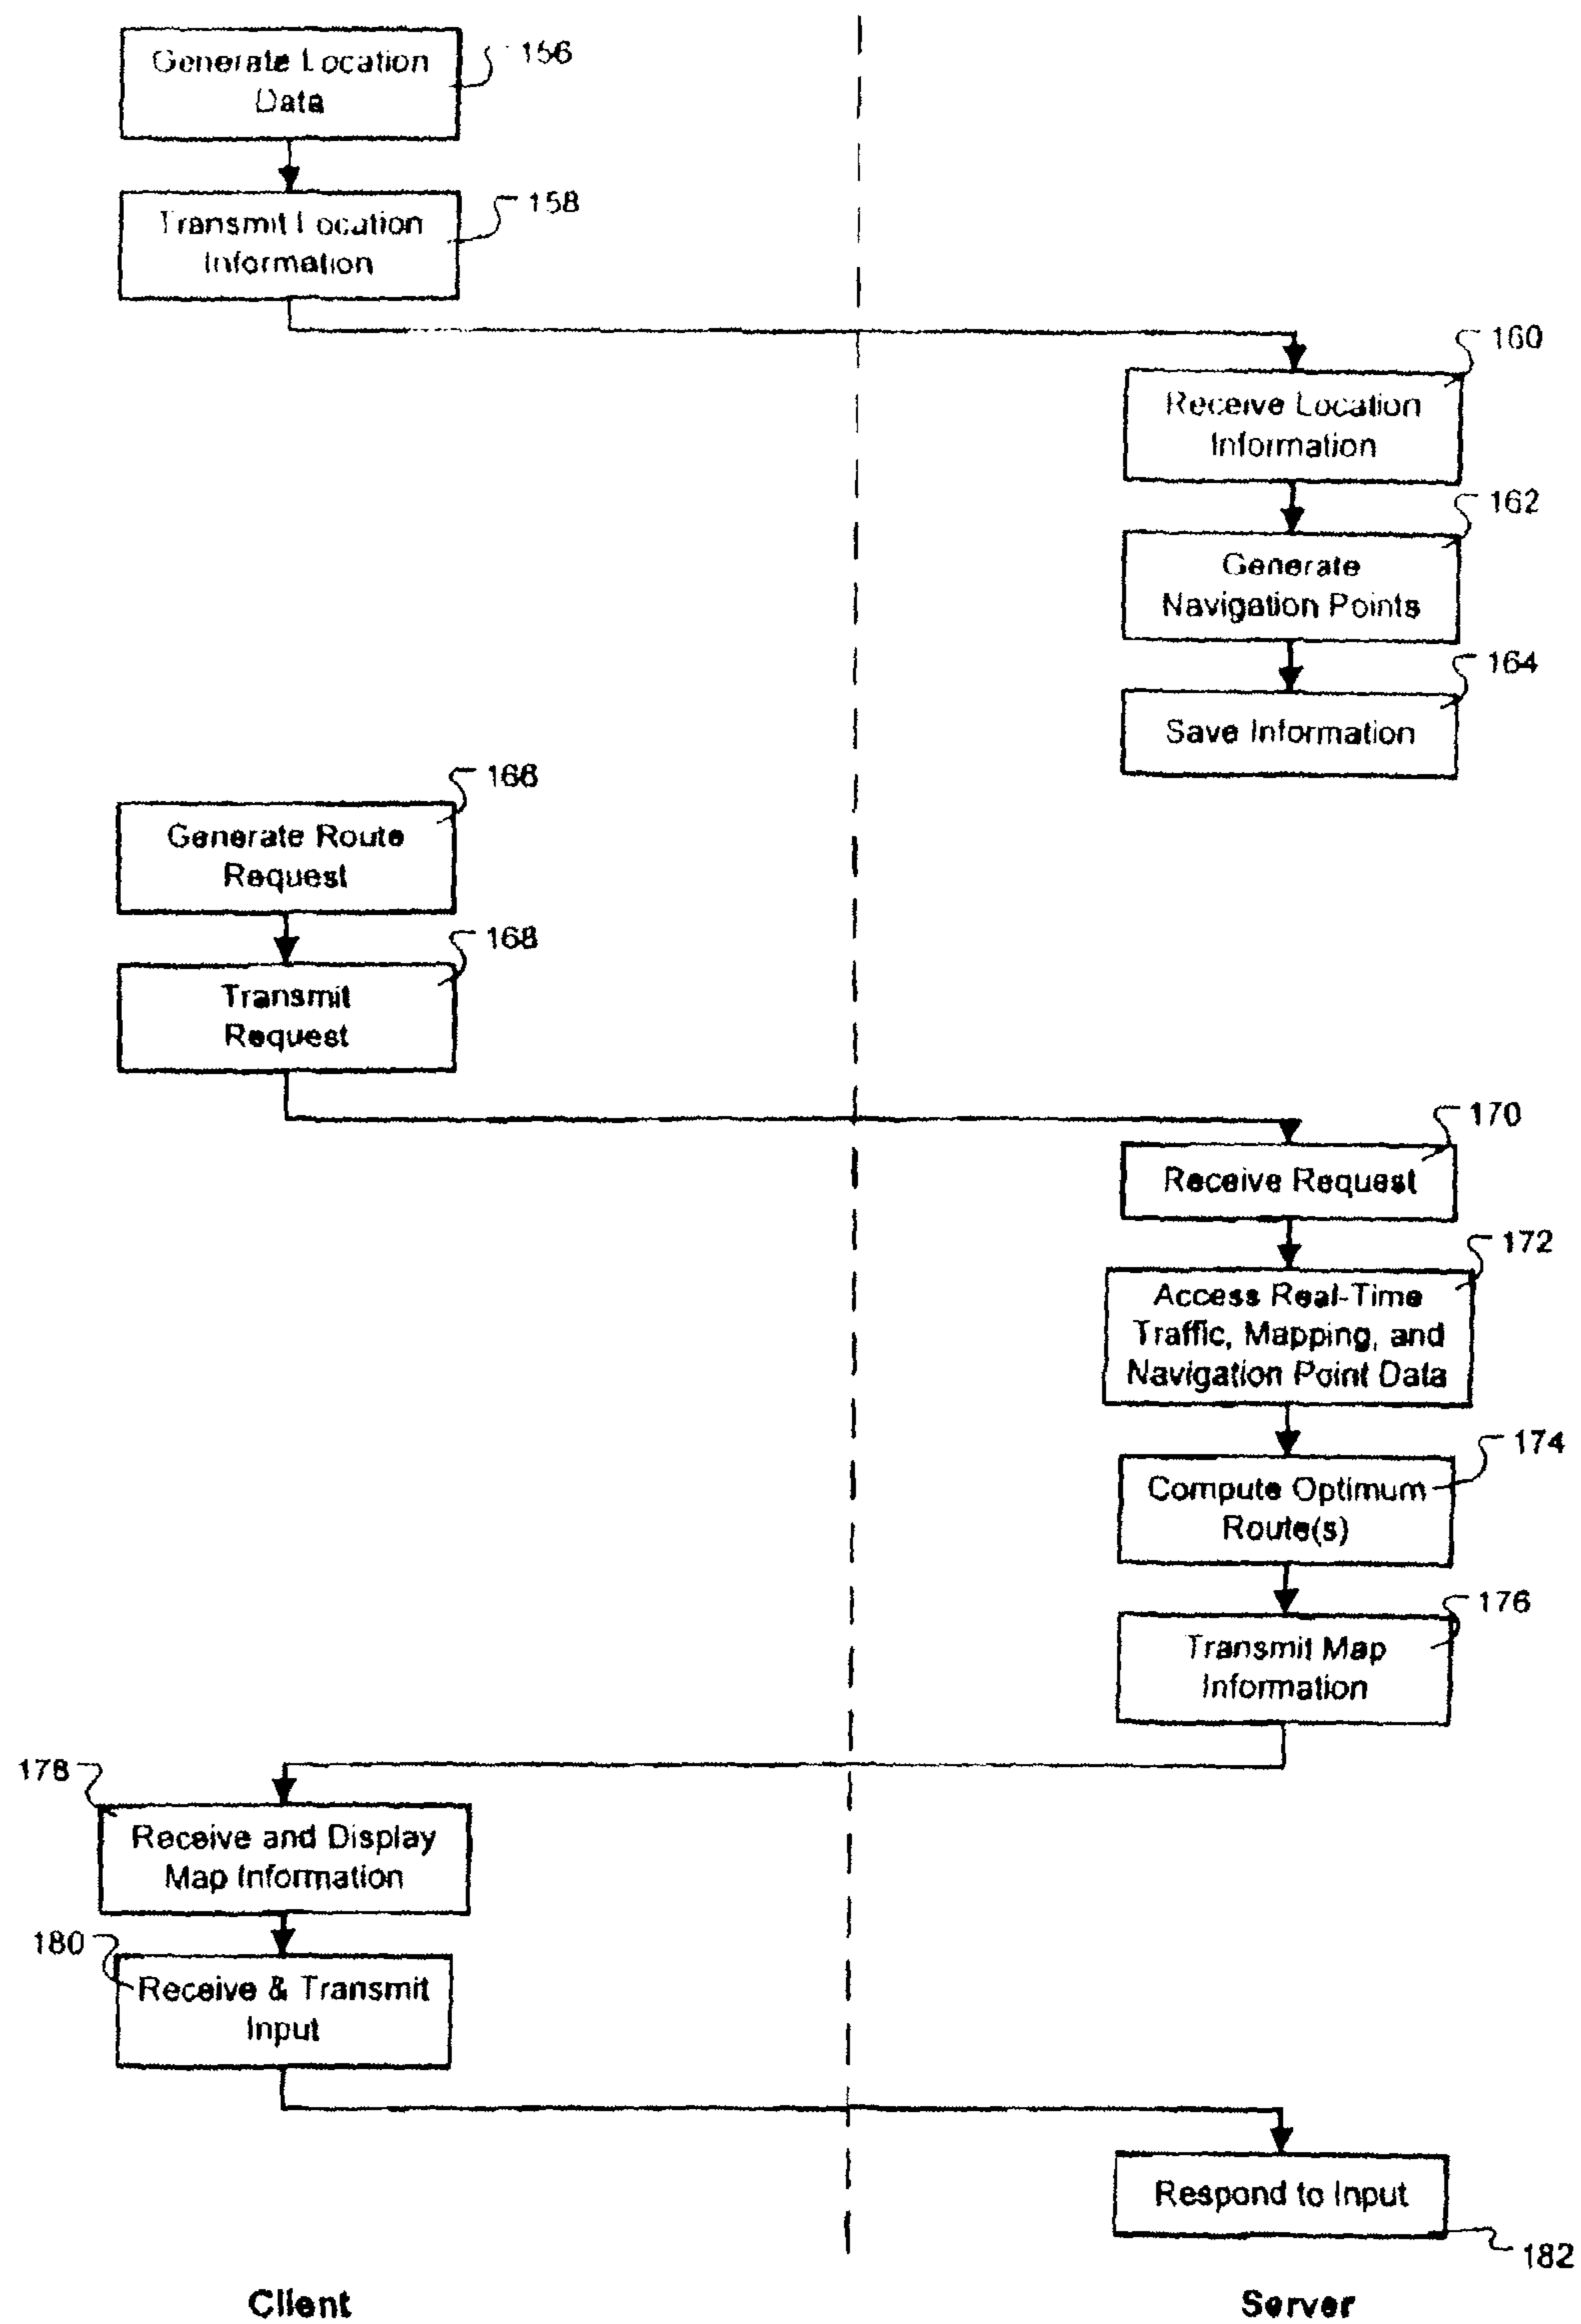 Generate Location
Data
156
Transmit Location
Information
158
160
Receive Location
Information
162
Generate
Navigation Points
164
Save Information
166
Generate Route
Request
168
Transmit
Request
170
Receive Request
172
Access Real-Time
Traffic, Mapping, and
Navigation Point Data
174
Compute Optimum
Route(s)
176
Transmit Map
Information
178
Receive and Display
Map Information
180
Receive & Transmit
Input
Respond to Input
182
Client
Server